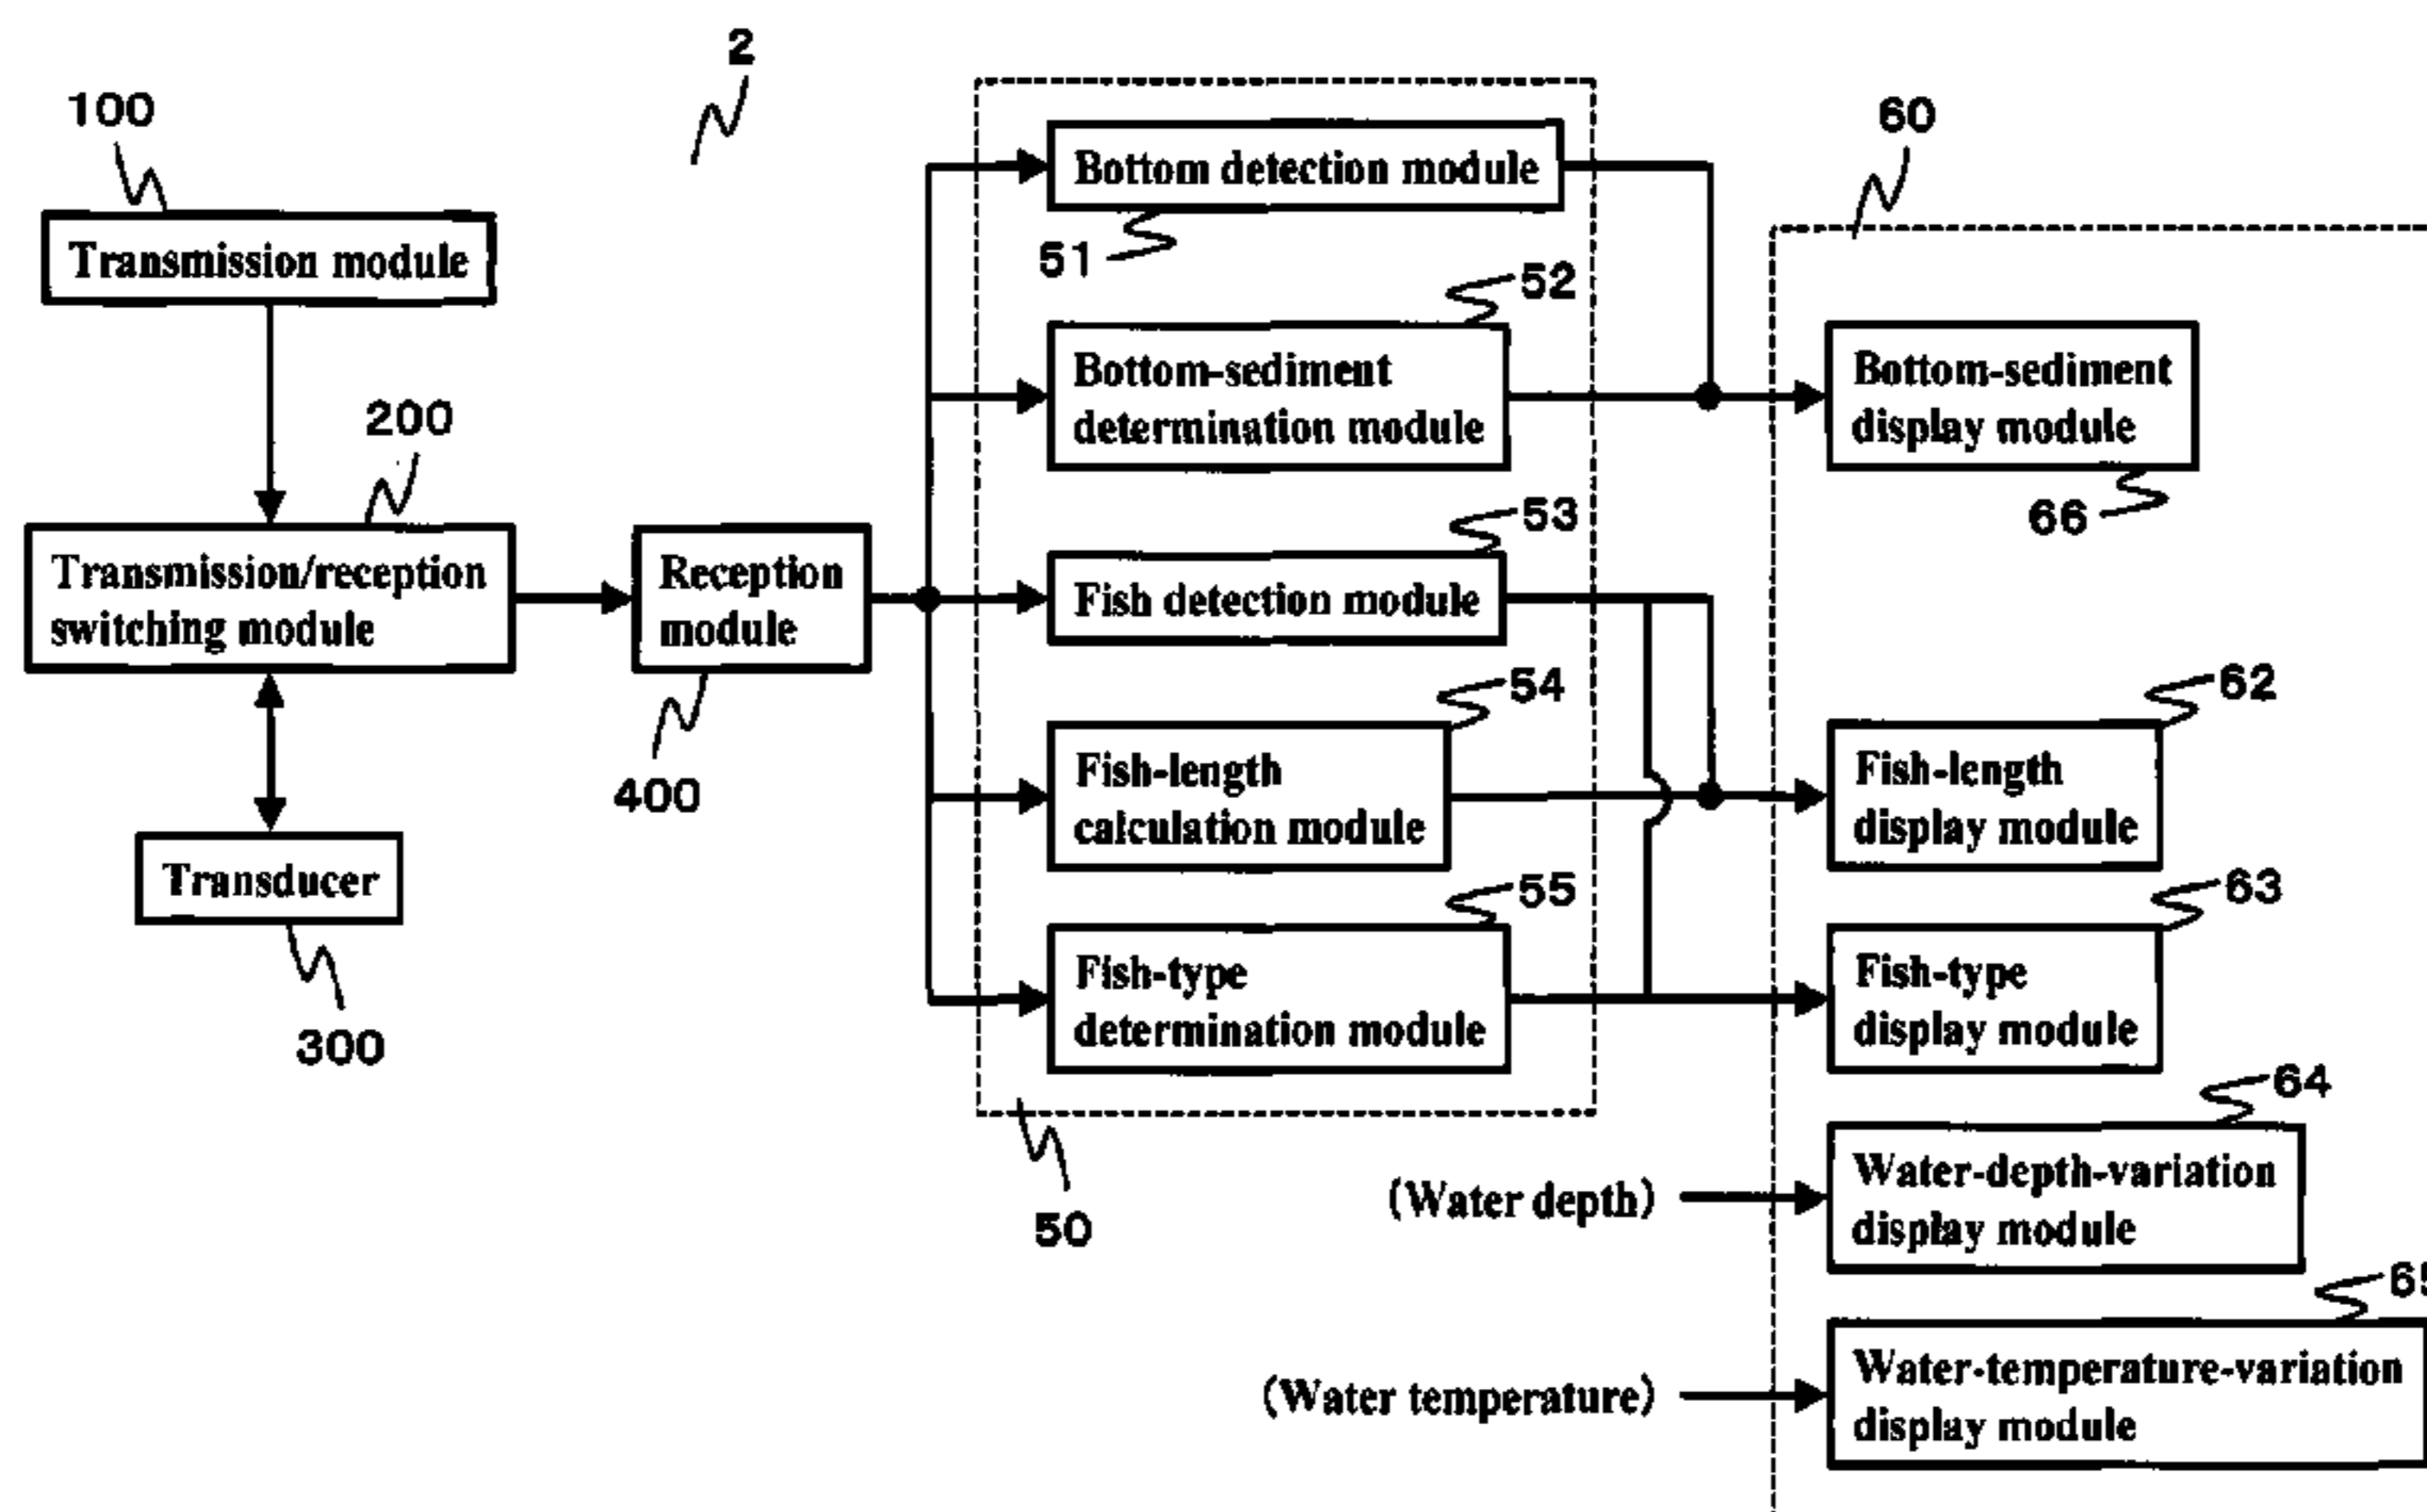 2
100
60
Bottom detection module
51
Transmission module
52
Bottom-sediment
determination module
Bottom-sediment
display module
66
200
53
Transmission/reception
switching module
Reception
module
400
Fish detection module
54
Fish-length
calculation module
62
Fish-length
display module
Transducer
300
55
Fish-type
determination module
63
Fish-type
display module
50
64
(Water depth)
Water-depth-variation
display module
65
(Water temperature)
Water-temperature-variation
display module